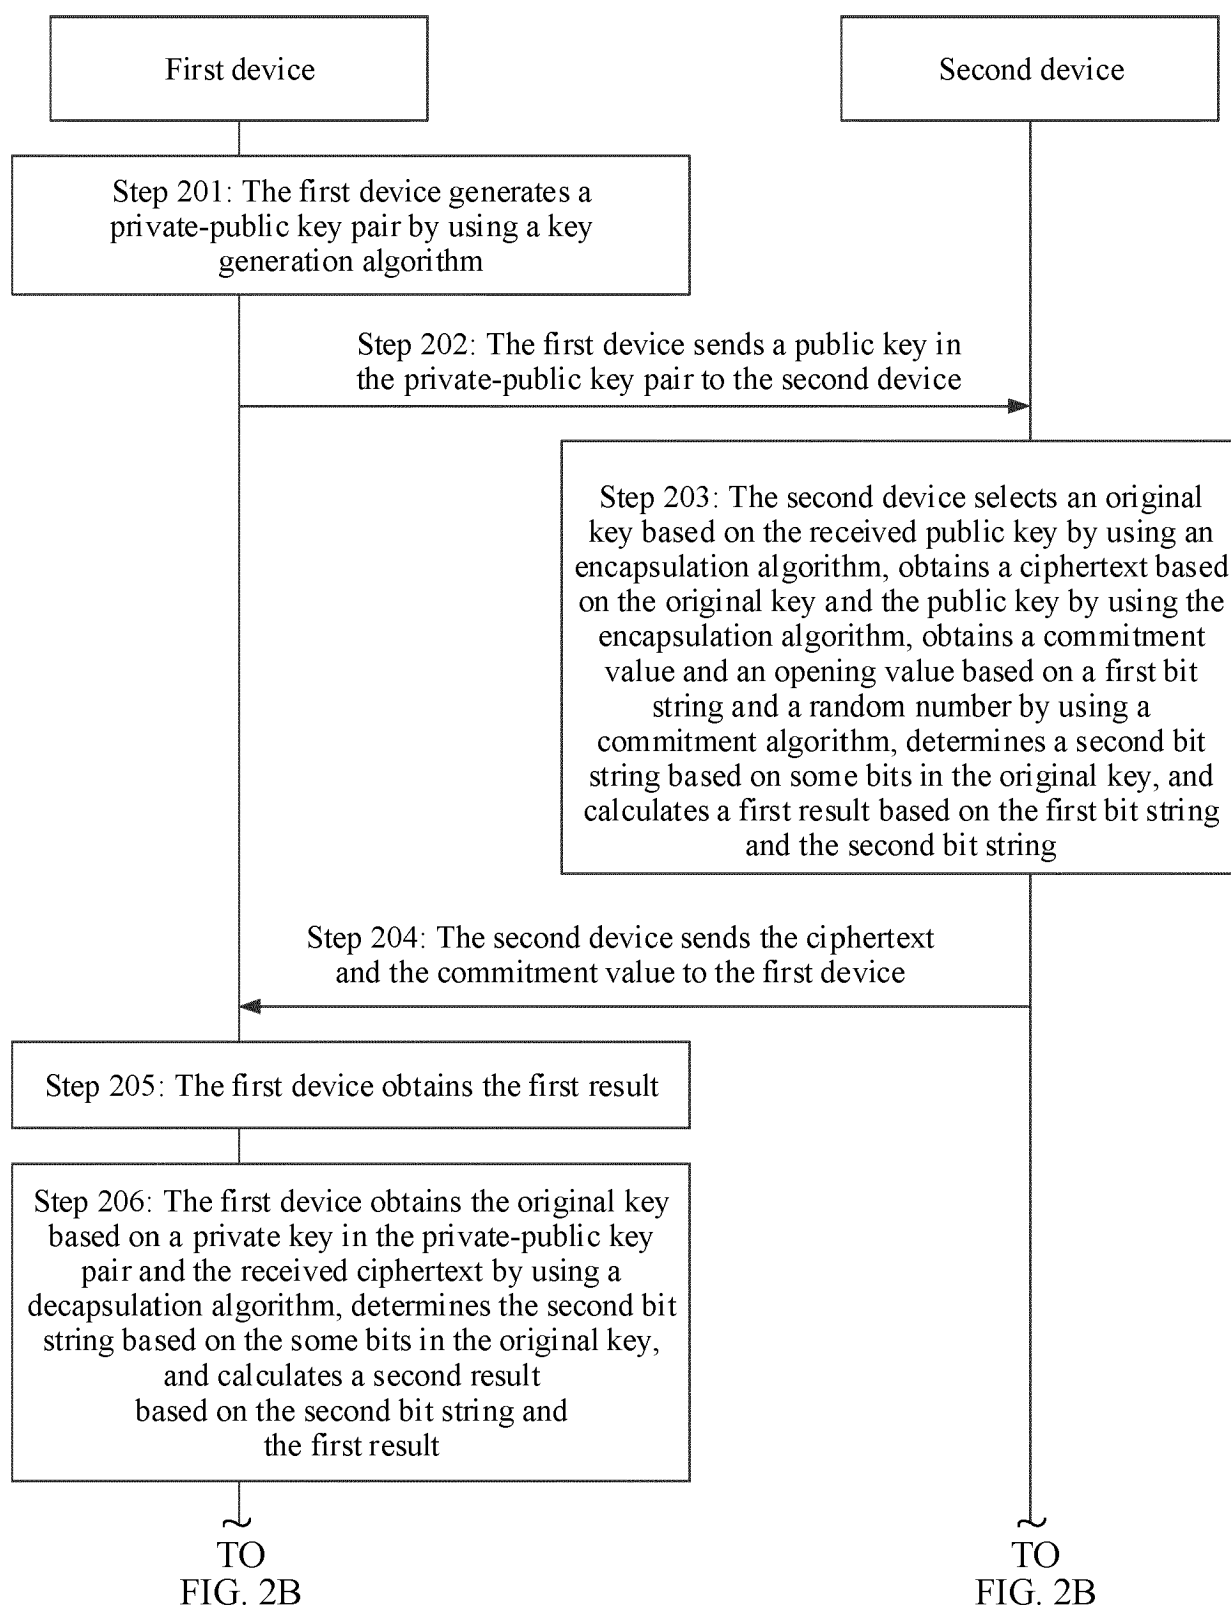 First device
Second device
Step 201: The first device generates a
private-public key pair by using a key
generation algorithm
Step 202: The first device sends a public key in
the private-public key pair to the second device
Step 203: The second device selects an original
key based on the received public key by using an
encapsulation algorithm, obtains a ciphertext based
on the original key and the public key by using the
encapsulation algorithm, obtains a commitment
value and an opening value based on a first bit
string and a random number by using a
commitment algorithm, determines a second bit
string based on some bits in the original key, and
calculates a first result based on the first bit string
and the second bit string
Step 204: The second device sends the ciphertext
and the commitment value to the first device
Step 205: The first device obtains the first result
Step 206: The first device obtains the original key
based on a private key in the private-public key
pair and the received ciphertext by using a
decapsulation algorithm, determines the second bit
string based on the some bits in the original key,
and calculates a second result
based on the second bit string and
the first result
TO
FIG. 2B
TO
FIG. 2B